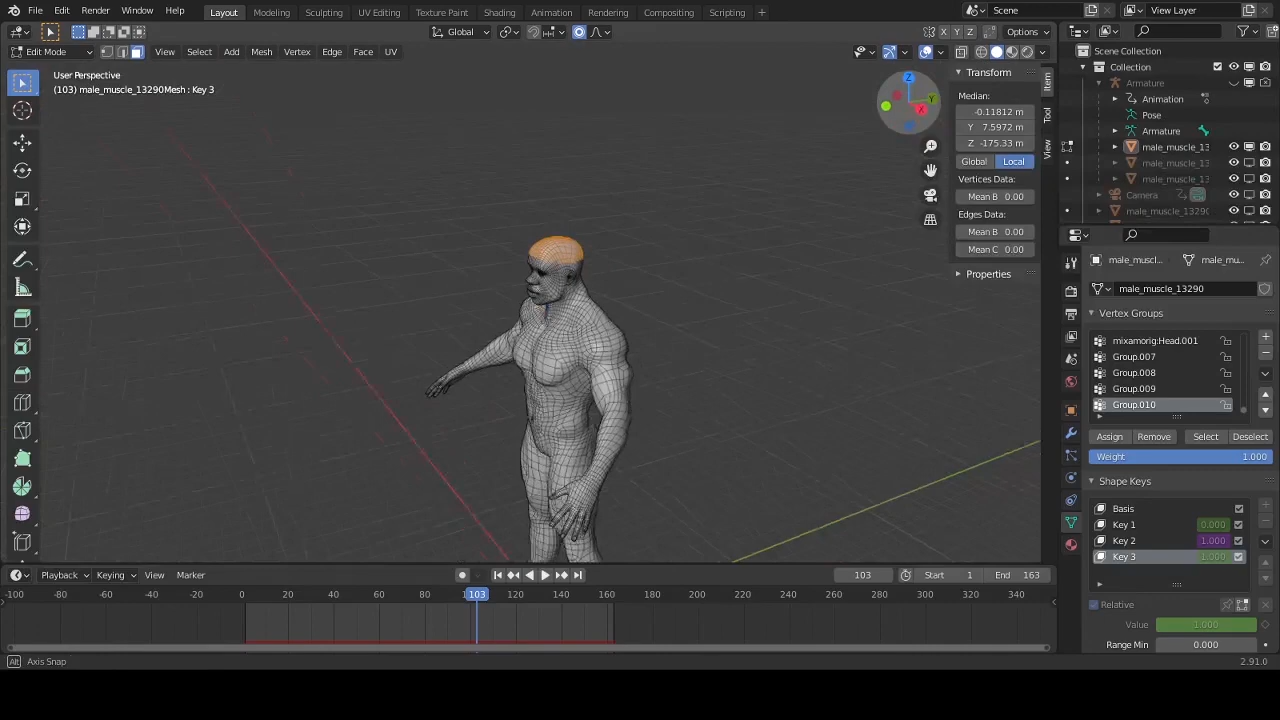 File Edit Render Window Help Layout Modeling Sculpting UV Editing Texture Paint Shading Animation Rendering Compositing Scripting + Scene View Layer
Global Options
Edit Mode View Select Add Mesh Vertex Edge Face UV X Y Z
User Perspective
(103) male_muscle_13290Mesh : Key 3
Z
Y
X
Transform
Median:
-0.11812 m
Y 7.5972 m
Z -175.33 m
Global Local
Vertices Data:
Mean B 0.00
Edges Data:
Mean B 0.00
Mean C 0.00
Properties
Item
Tool
View
Scene Collection
Collection
Armature
Animation
Pose
Armature
male_muscle_13
male_muscle_13
male_muscle_13
Camera
male_muscle_13290
male_muscl... male_mu...
male_muscle_13290
Vertex Groups
mixamorig:Head.001
Group.007
Group.008
Group.009
Group.010
Assign Remove Select Deselect
Weight 1.000
Shape Keys
Basis
Key 1 0.000
Key 2 1.000
Key 3 1.000
Relative
Value 1.000
Range Min 0.000
Playback Keying View Marker 103 Start 1 End 163
-100 -80 -60 -40 -20 0 20 40 60 80 103 120 140 160 180 200 220 240 260 280 300 320 340
Alt Axis Snap 2.91.0